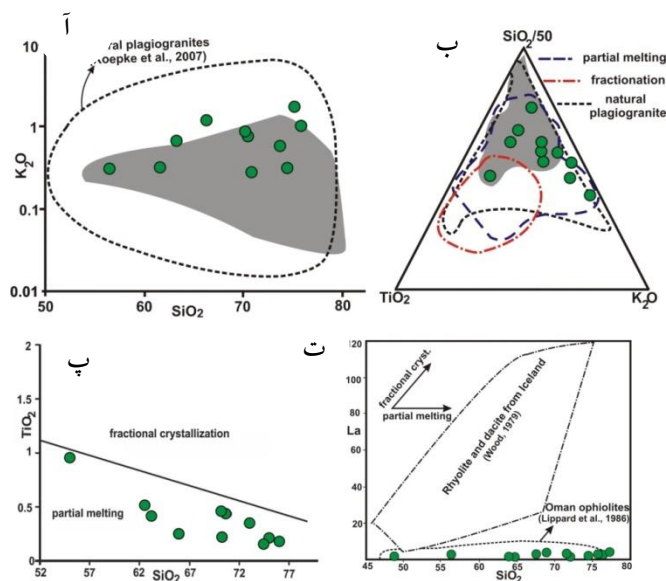 آ
10
1
0.1
0.01
K2O
50
60
70
80
SiO2
ral plagiogranites
oepke et al., 2007)
ب
SiO2/50
TiO2
K2O
partial melting
fractionation
natural
plagiogranite
پ
2
1.5
1
0.5
0
TiO2
52
57
62
67
72
77
SiO2
fractional crystallization
partial melting
ت
120
100
80
60
40
20
La
45
50
55
60
65
70
75
80
SiO2
fractional cryst.
partial melting
Rhyolite and dacite from Iceland
(Wood, 1979)
Oman ophiolites
(Lippard et al., 1986)